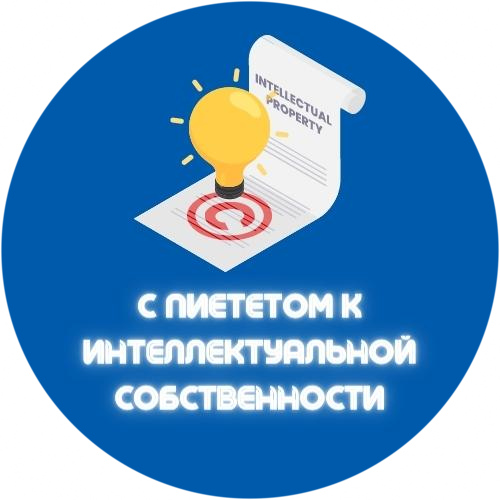 INTELLECTUAL
PROPERTY
©
С ПИЕТЕТОМ К
ИНТЕЛЛЕКТУАЛЬНОЙ
СОБСТВЕННОСТИ